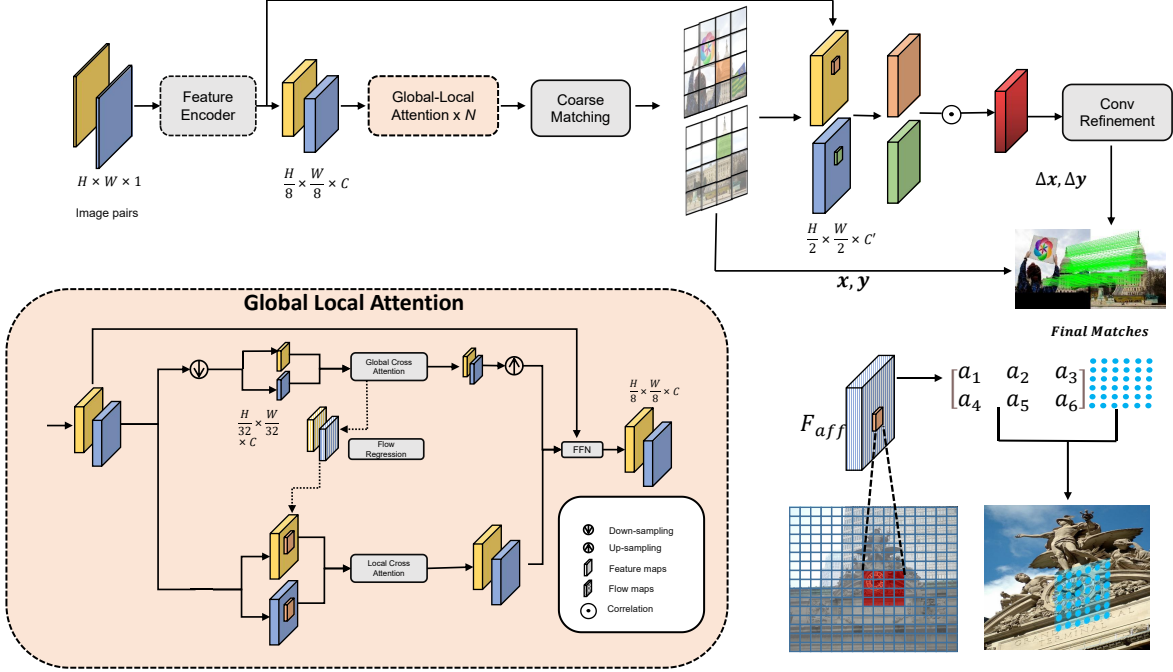 Feature
Encoder
Global-Local
Attention x N
Coarse
Matching
Conv
Refinement
H × W × 1
Image pairs
H/8 × W/8 × C
H/2 × W/2 × C′
Δx, Δy
x, y
Final Matches
Global Local Attention
Global Cross
Attention
H/32 × W/32
× C
Flow
Regression
H/8 × W/8 × C
FFN
Local Cross
Attention
Down-sampling
Up-sampling
Feature maps
Flow maps
Correlation
F_aff
[a₁ a₂ a₃]
[a₄ a₅ a₆]